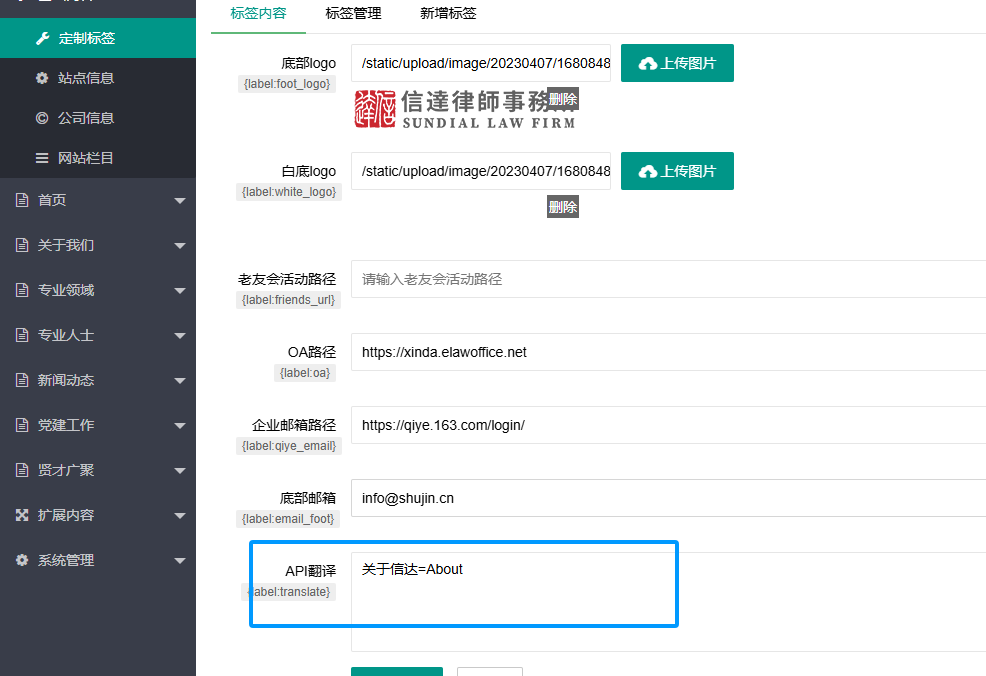 定制标签
站点信息
公司信息
网站栏目
首页
关于我们
专业领域
专业人士
新闻动态
党建工作
贤才广聚
扩展内容
系统管理
标签内容
标签管理
新增标签
底部logo
{label:foot_logo}
/static/upload/image/20230407/1680848
上传图片
信達律師事務
删除
SUNDIAL LAW FIRM
白底logo
{label:white_logo}
/static/upload/image/20230407/1680848
上传图片
删除
老友会活动路径
{label:friends_url}
请输入老友会活动路径
OA路径
{label:oa}
https://xinda.elawoffice.net
企业邮箱路径
{label:qiye_email}
https://qiye.163.com/login/
底部邮箱
{label:email_foot}
info@shujin.cn
API翻译
{label:translate}
关于信达=About